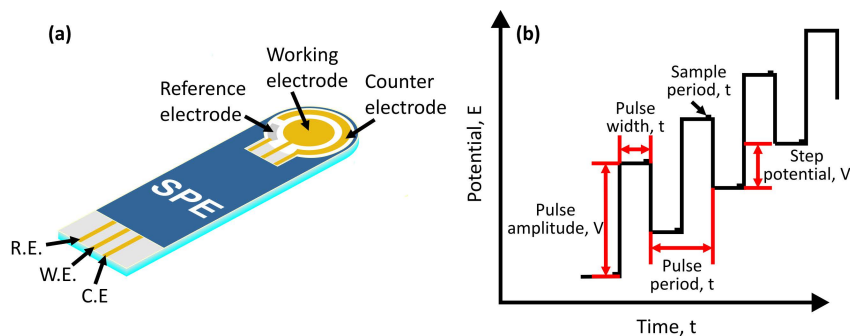 (a)
Working
electrode
Reference
electrode
Counter
electrode
SPE
R.E.
W.E.
C.E
(b)
Potential, E
Sample
period, t
Pulse
width, t
Step
potential, V
Pulse
amplitude, V
Pulse
period, t
Time, t